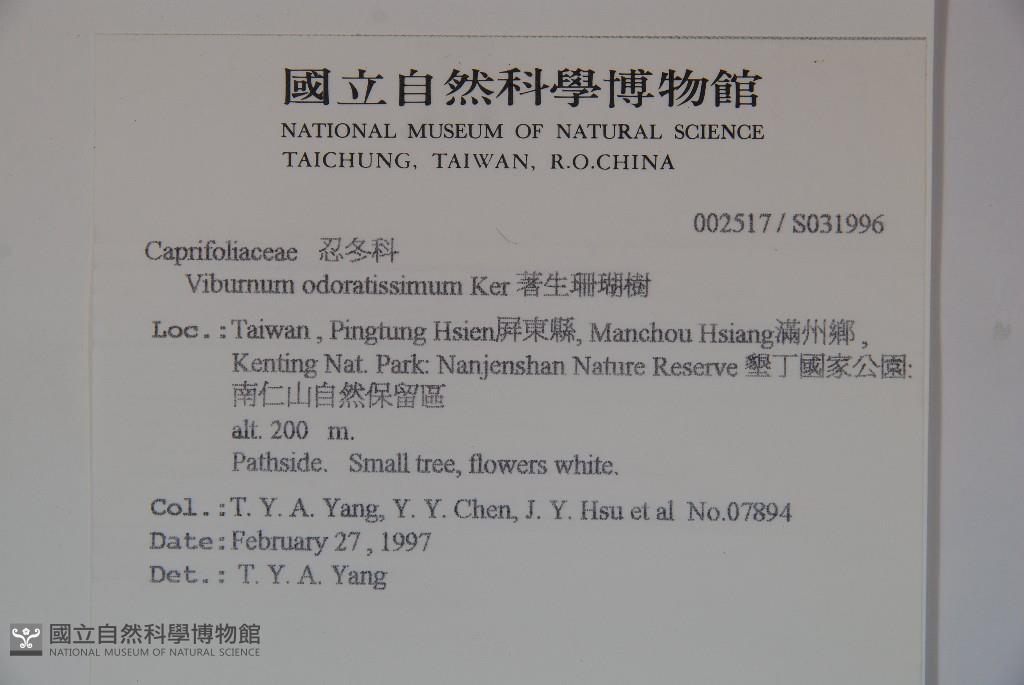 國立自然科學博物館
NATIONAL MUSEUM OF NATURAL SCIENCE
TAICHUNG, TAIWAN, R.O.CHINA
002517 / S031996
Caprifoliaceae 忍冬科
Viburnum odoratissimum Ker 著生珊瑚樹
Loc.: Taiwan , Pingtung Hsien屏東縣, Manchou Hsiang滿州鄉 ,
Kenting Nat. Park: Nanjenshan Nature Reserve 墾丁國家公園:
南仁山自然保留區
alt. 200 m.
Pathside. Small tree, flowers white.
Col.: T. Y. A. Yang, Y. Y. Chen, J. Y. Hsu et al No.07894
Date: February 27 , 1997
Det.: T. Y. A. Yang
國立自然科學博物館
NATIONAL MUSEUM OF NATURAL SCIENCE